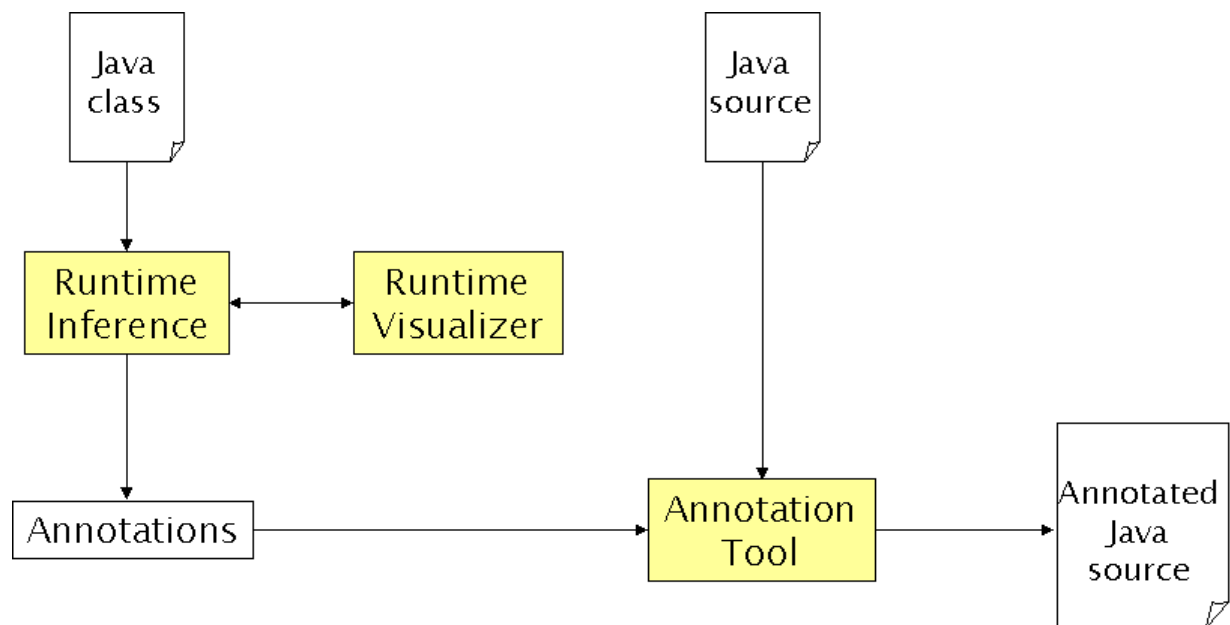 Java
class
Java
source
Runtime
Inference
Runtime
Visualizer
Annotations
Annotation
Tool
Annotated
Java
source